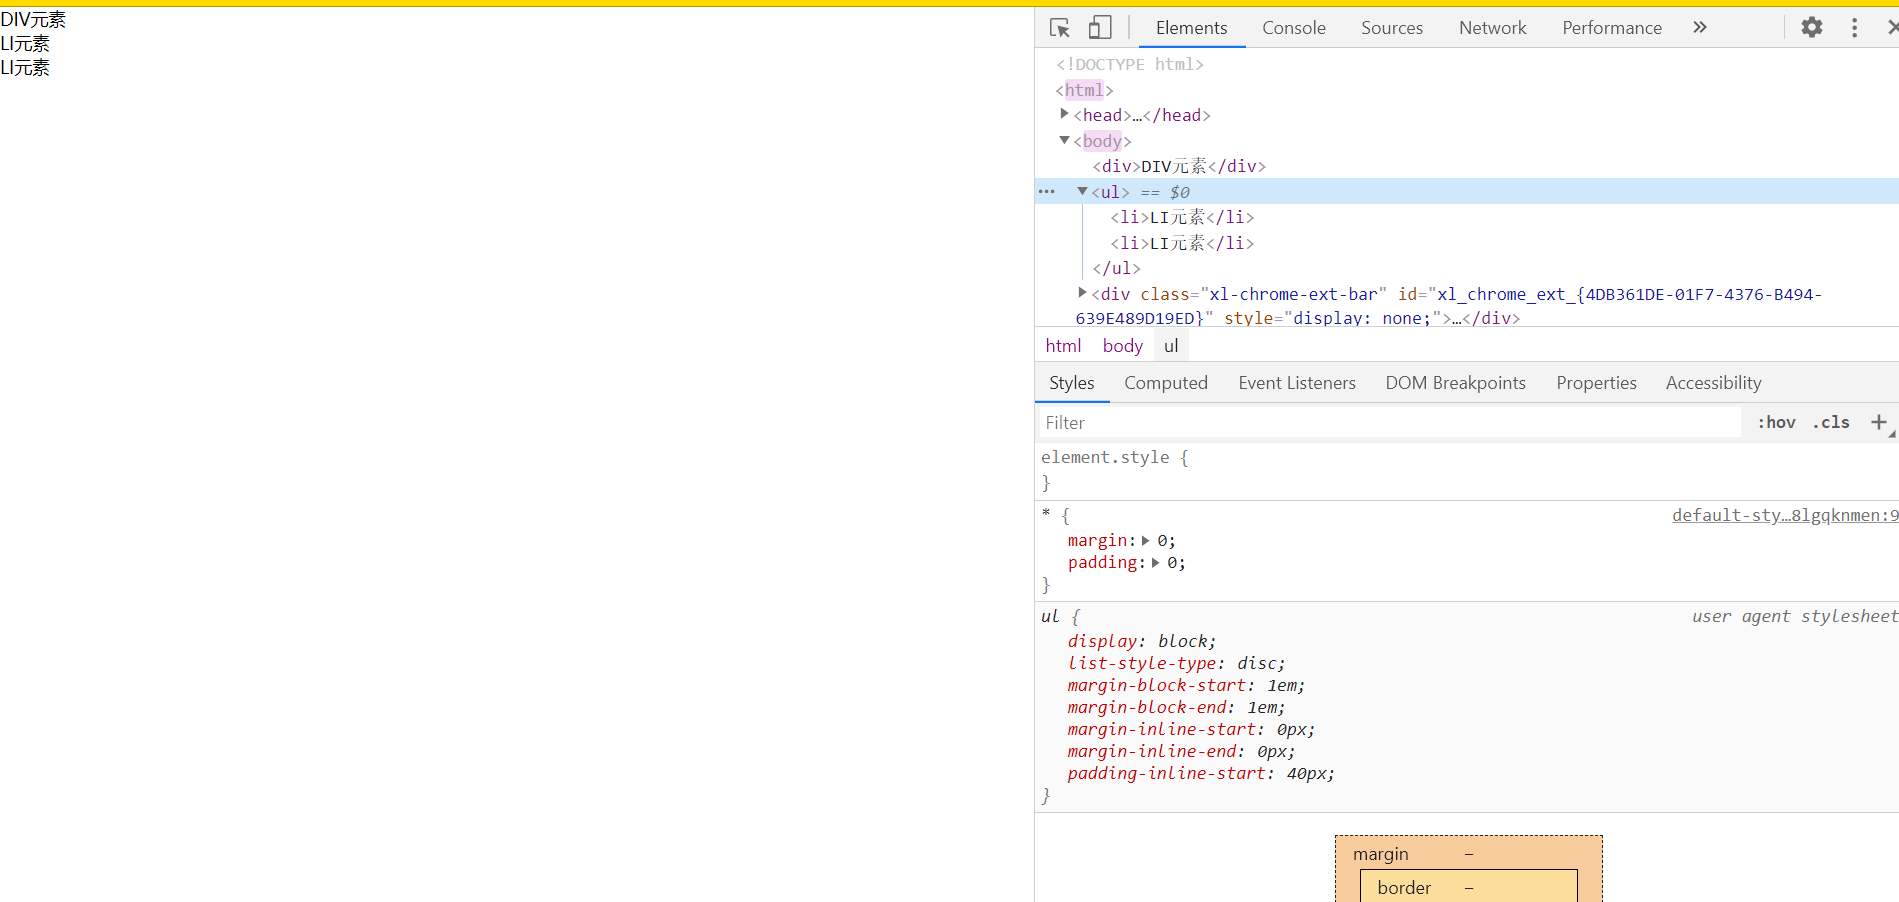 DIV元素
LI元素
LI元素
Elements Console Sources Network Performance »
<!DOCTYPE html>
<html>
<head>…</head>
<body>
<div>DIV元素</div>
<ul> == $0
<li>LI元素</li>
<li>LI元素</li>
</ul>
<div class="xl-chrome-ext-bar" id="xl_chrome_ext_{4DB361DE-01F7-4376-B494-
639E489D19ED}" style="display: none;">…</div>
html body ul
Styles Computed Event Listeners DOM Breakpoints Properties Accessibility
Filter :hov .cls +
element.style {
}
* { default-sty…8lgqknmen:9
margin: 0;
padding: 0;
}
ul { user agent stylesheet
display: block;
list-style-type: disc;
margin-block-start: 1em;
margin-block-end: 1em;
margin-inline-start: 0px;
margin-inline-end: 0px;
padding-inline-start: 40px;
}
margin –
border –